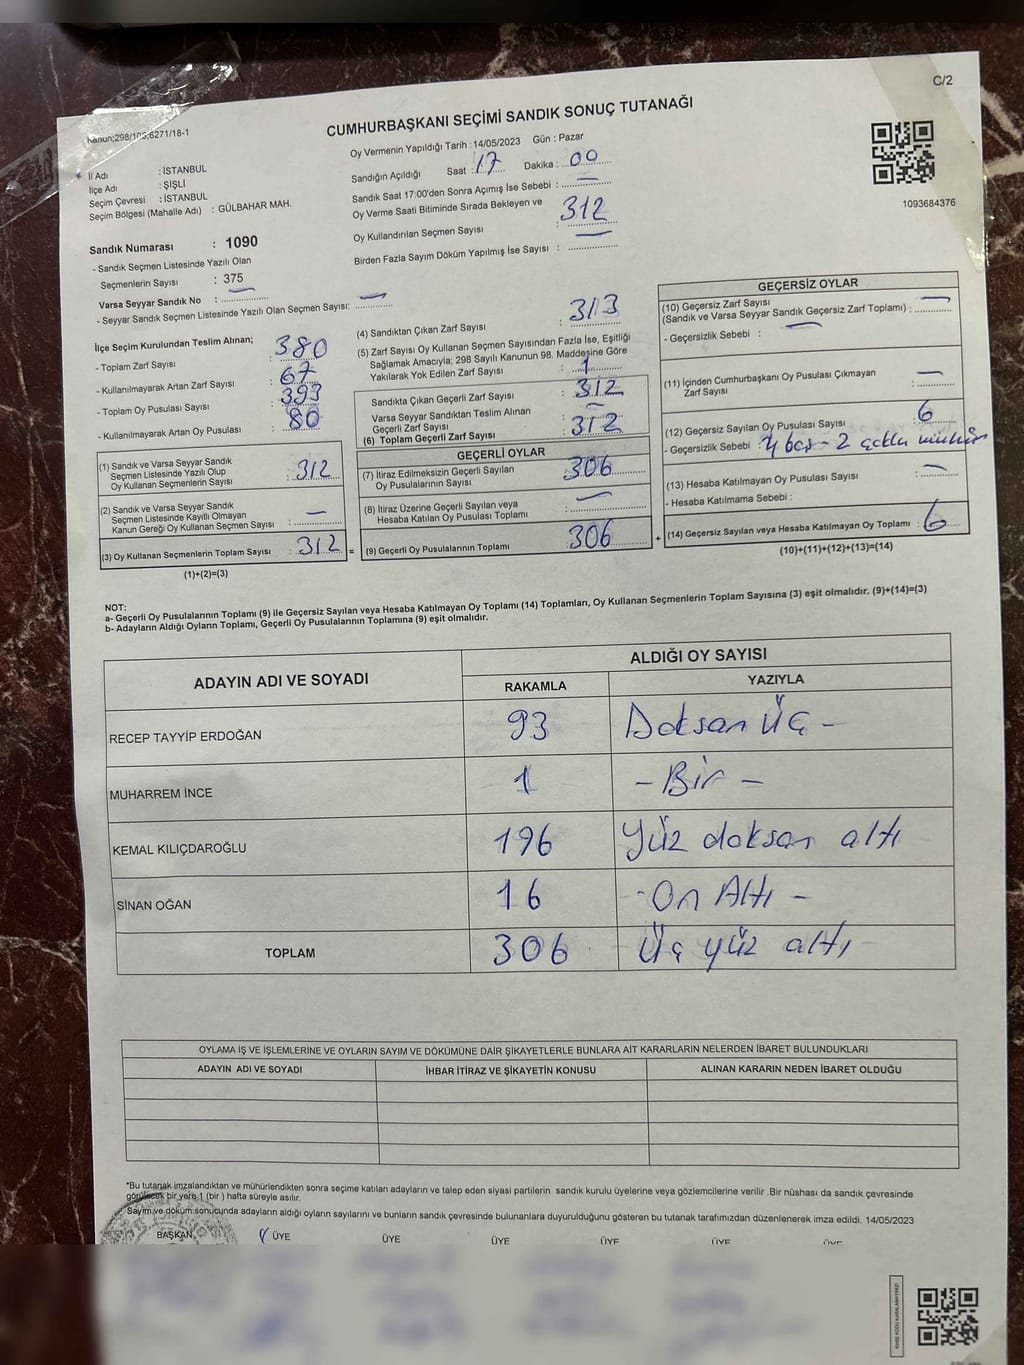 C/2
Kanun;298/105;6271/18-1
CUMHURBAŞKANI SEÇİMİ SANDIK SONUÇ TUTANAĞI
İl Adı : İSTANBUL
İlçe Adı : ŞİŞLİ
Seçim Çevresi : İSTANBUL
Seçim Bölgesi (Mahalle Adı) : GÜLBAHAR MAH.
Oy Vermenin Yapıldığı Tarih : 14/05/2023 Gün : Pazar
Sandığın Açıldığı Saat : 17 Dakika : 00
Sandık Saat 17:00'den Sonra Açımış İse Sebebi : —
Oy Verme Saati Bitiminde Sırada Bekleyen ve
Oy Kullandırılan Seçmen Sayısı 312
Birden Fazla Sayım Döküm Yapılmış İse Sayısı : —
1093684376
Sandık Numarası : 1090
- Sandık Seçmen Listesinde Yazılı Olan
Seçmenlerin Sayısı : 375
Varsa Seyyar Sandık No : —
- Seyyar Sandık Seçmen Listesinde Yazılı Olan Seçmen Sayısı: —
İlçe Seçim Kurulundan Teslim Alınan;
- Toplam Zarf Sayısı : 380
- Kullanılmayarak Artan Zarf Sayısı : 67
- Toplam Oy Pusulası Sayısı : 393
- Kullanılmayarak Artan Oy Pusulası : 80
(1) Sandık ve Varsa Seyyar Sandık
Seçmen Listesinde Yazılı Olup
Oy Kullanan Seçmenlerin Sayısı : 312
(2) Sandık ve Varsa Seyyar Sandık
Seçmen Listesinde Kayıtlı Olmayan
Kanun Gereği Oy Kullanan Seçmen Sayısı : —
(3) Oy Kullanan Seçmenlerin Toplam Sayısı : 312 =
(1)+(2)=(3)
(4) Sandıktan Çıkan Zarf Sayısı : 313
(5) Zarf Sayısı Oy Kullanan Seçmen Sayısından Fazla İse, Eşitliği
Sağlamak Amacıyla; 298 Sayılı Kanunun 98. Maddesine Göre
Yakılarak Yok Edilen Zarf Sayısı : 1
Sandıkta Çıkan Geçerli Zarf Sayısı : 312
Varsa Seyyar Sandıktan Teslim Alınan
Geçerli Zarf Sayısı : —
(6) Toplam Geçerli Zarf Sayısı : 312
GEÇERLİ OYLAR
(7) İtiraz Edilmeksizin Geçerli Sayılan
Oy Pusulalarının Sayısı : 306
(8) İtiraz Üzerine Geçerli Sayılan veya
Hesaba Katılan Oy Pusulası Toplamı : —
(9) Geçerli Oy Pusulalarının Toplamı : 306 +
GEÇERSİZ OYLAR
(10) Geçersiz Zarf Sayısı
(Sandık ve Varsa Seyyar Sandık Geçersiz Zarf Toplamı) : —
- Geçersizlik Sebebi : —
(11) İçinden Cumhurbaşkanı Oy Pusulası Çıkmayan
Zarf Sayısı : —
(12) Geçersiz Sayılan Oy Pusulası Sayısı : 6
- Geçersizlik Sebebi : 4 boş - 2
(13) Hesaba Katılmayan Oy Pusulası Sayısı : —
- Hesaba Katılmama Sebebi :
(14) Geçersiz Sayılan veya Hesaba Katılmayan Oy Toplamı : 6
(10)+(11)+(12)+(13)=(14)
NOT:
a- Geçerli Oy Pusulalarının Toplamı (9) ile Geçersiz Sayılan veya Hesaba Katılmayan Oy Toplamı (14) Toplamları, Oy Kullanan Seçmenlerin Toplam Sayısına (3) eşit olmalıdır. (9)+(14)=(3)
b- Adayların Aldığı Oyların Toplamı, Geçerli Oy Pusulalarının Toplamına (9) eşit olmalıdır.
ADAYIN ADI VE SOYADI ALDIĞI OY SAYISI
RAKAMLA YAZIYLA
RECEP TAYYİP ERDOĞAN 93 Doksan Üç -
MUHARREM İNCE 1 - Bir -
KEMAL KILIÇDAROĞLU 196 Yüz doksan altı
SİNAN OĞAN 16 - On Altı -
TOPLAM 306 Üç yüz altı
OYLAMA İŞ VE İŞLEMLERİNE VE OYLARIN SAYIM VE DÖKÜMÜNE DAİR ŞİKAYETLERLE BUNLARA AİT KARARLARIN NELERDEN İBARET BULUNDUKLARI
ADAYIN ADI VE SOYADI İHBAR İTİRAZ VE ŞİKAYETİN KONUSU ALINAN KARARIN NEDEN İBARET OLDUĞU
*Bu tutanak imzalandıktan ve mühürlendikten sonra seçime katılan adayların ve talep eden siyasi partilerin sandık kurulu üyelerine veya gözlemcilerine verilir .Bir nüshası da sandık çevresinde
görülecek bir yere 1 (bir ) hafta süreyle asılır.
Sayım ve döküm sonucunda adayların aldığı oyların sayılarını ve bunların sandık çevresinde bulunanlara duyurulduğunu gösteren bu tutanak tarafımızdan düzenlenerek imza edildi. 14/05/2023
BAŞKAN ÜYE ÜYE ÜYE ÜYE ÜYE ÜYE